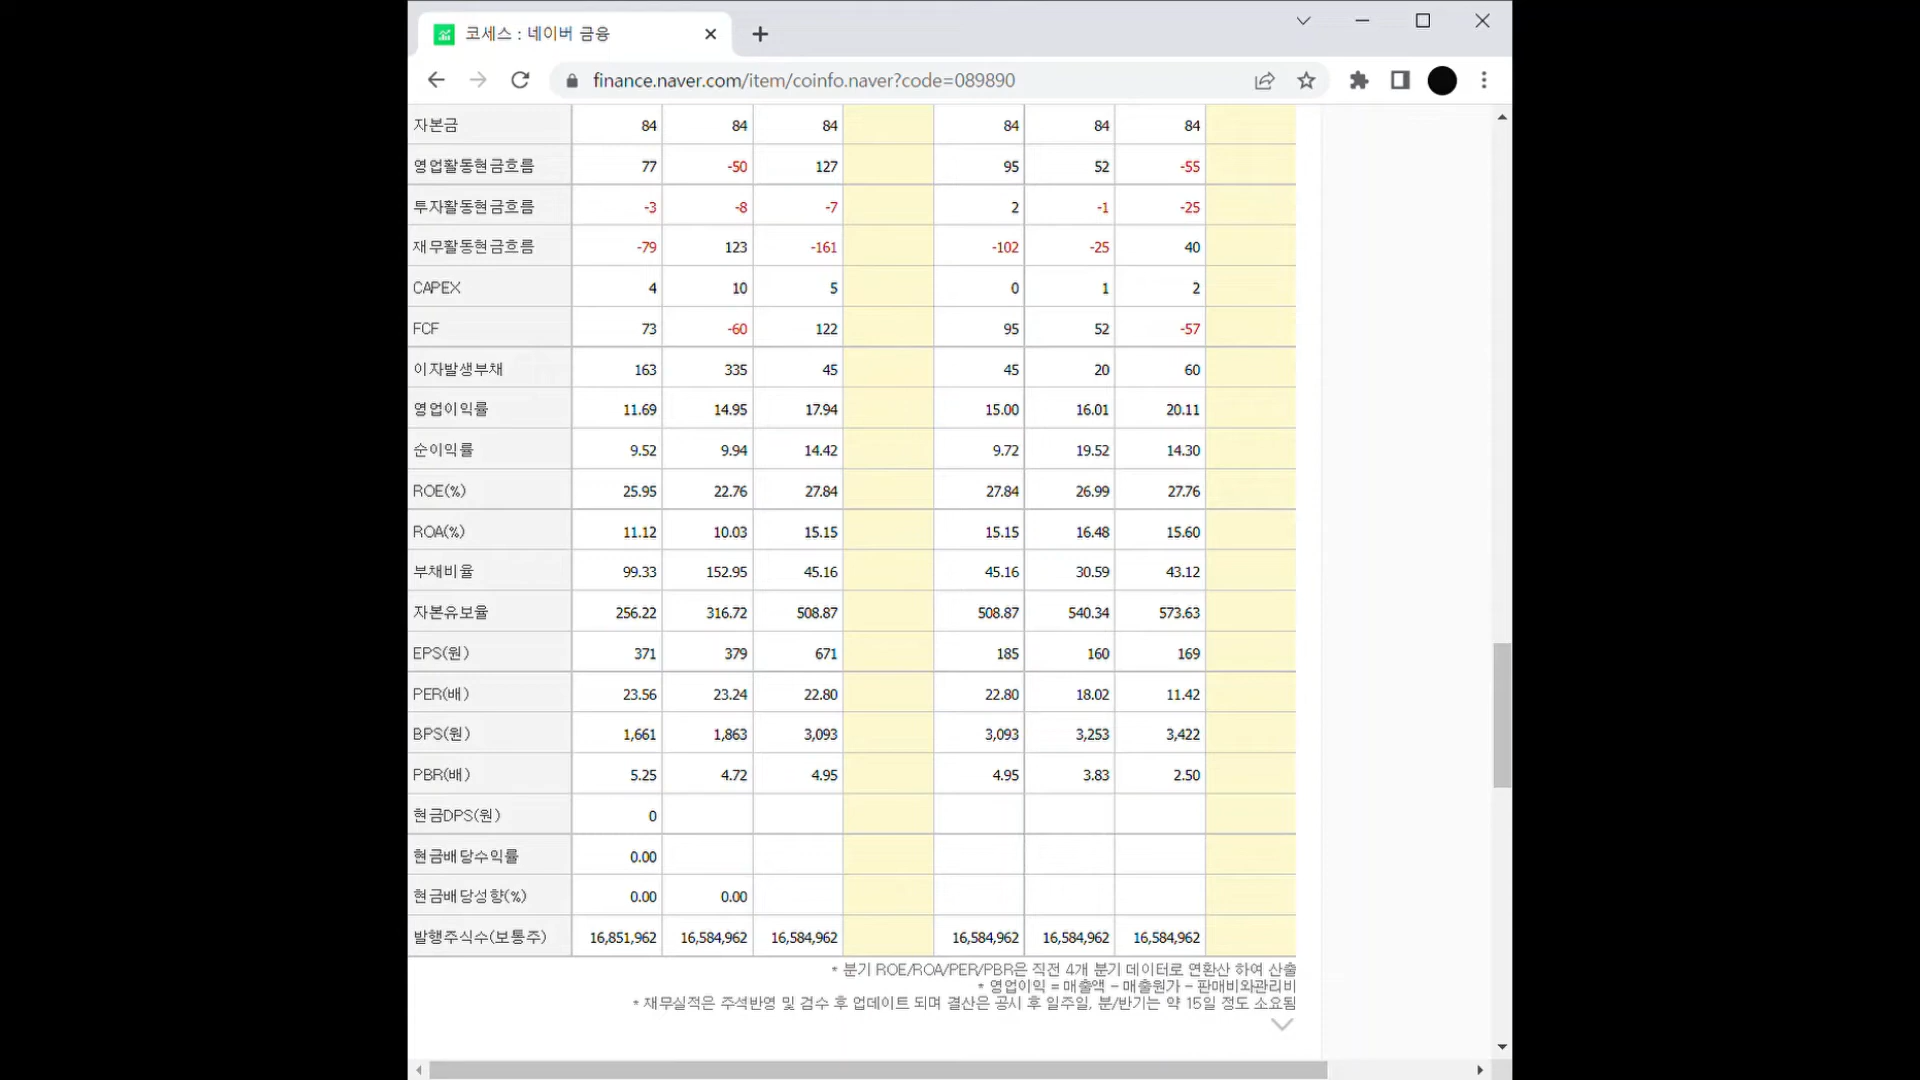 코세스 : 네이버 금융
finance.naver.com/item/coinfo.naver?code=089890
자본금 84 84 84 84 84 84
영업활동현금흐름 77 -50 127 95 52 -55
투자활동현금흐름 -3 -8 -7 2 -1 -25
재무활동현금흐름 -79 123 -161 -102 -25 40
CAPEX 4 10 5 0 1 2
FCF 73 -60 122 95 52 -57
이자발생부채 163 335 45 45 20 60
영업이익률 11.69 14.95 17.94 15.00 16.01 20.11
순이익률 9.52 9.94 14.42 9.72 19.52 14.30
ROE(%) 25.95 22.76 27.84 27.84 26.99 27.76
ROA(%) 11.12 10.03 15.15 15.15 16.48 15.60
부채비율 99.33 152.95 45.16 45.16 30.59 43.12
자본유보율 256.22 316.72 508.87 508.87 540.34 573.63
EPS(원) 371 379 671 185 160 169
PER(배) 23.56 23.24 22.80 22.80 18.02 11.42
BPS(원) 1,661 1,863 3,093 3,093 3,253 3,422
PBR(배) 5.25 4.72 4.95 4.95 3.83 2.50
현금DPS(원) 0
현금배당수익률 0.00
현금배당성향(%) 0.00 0.00
발행주식수(보통주) 16,851,962 16,584,962 16,584,962 16,584,962 16,584,962 16,584,962
* 분기 ROE/ROA/PER/PBR은 직전 4개 분기 데이터로 연환산 하여 산출
* 영업이익 = 매출액 - 매출원가 - 판매비와관리비
* 재무실적은 주석반영 및 검수 후 업데이트 되며 결산은 공시 후 일주일, 분/반기는 약 15일 정도 소요됨